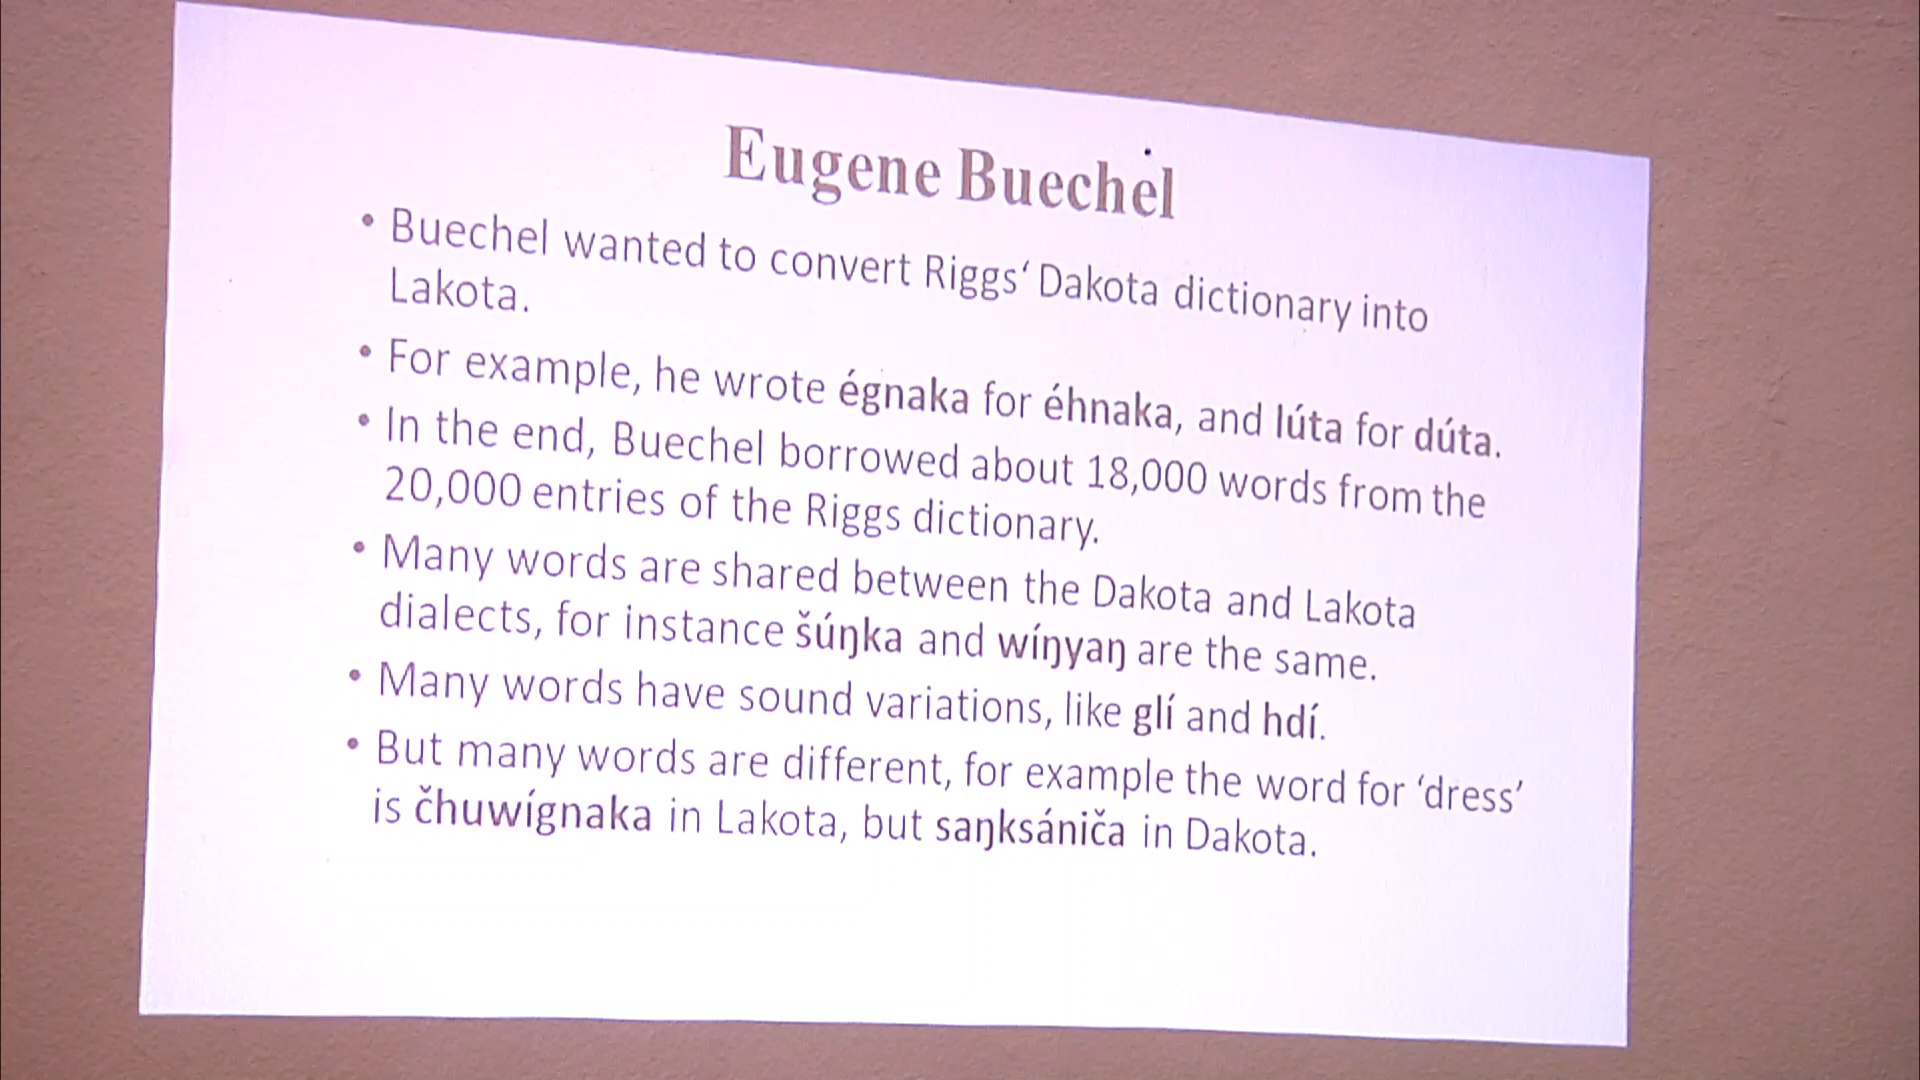 Eugene Buechel
• Buechel wanted to convert Riggs‘ Dakota dictionary into
Lakota.
• For example, he wrote égnaka for éhnaka, and lúta for dúta.
• In the end, Buechel borrowed about 18,000 words from the
20,000 entries of the Riggs dictionary.
• Many words are shared between the Dakota and Lakota
dialects, for instance šúŋka and wíŋyaŋ are the same.
• Many words have sound variations, like glí and hdí.
• But many words are different, for example the word for ‘dress’
is čhuwígnaka in Lakota, but saŋksániča in Dakota.